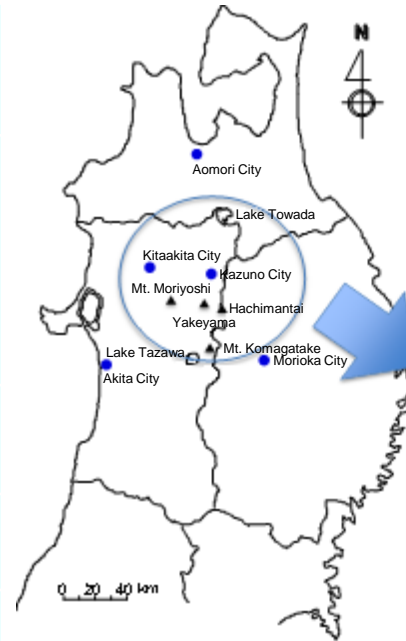 N
Aomori City
Lake Towada
Kitaakita City
Kazuno City
Mt. Moriyoshi
Hachimantai
Yakeyama
Mt. Komagatake
Lake Tazawa
Morioka City
Akita City
0 20 40 km